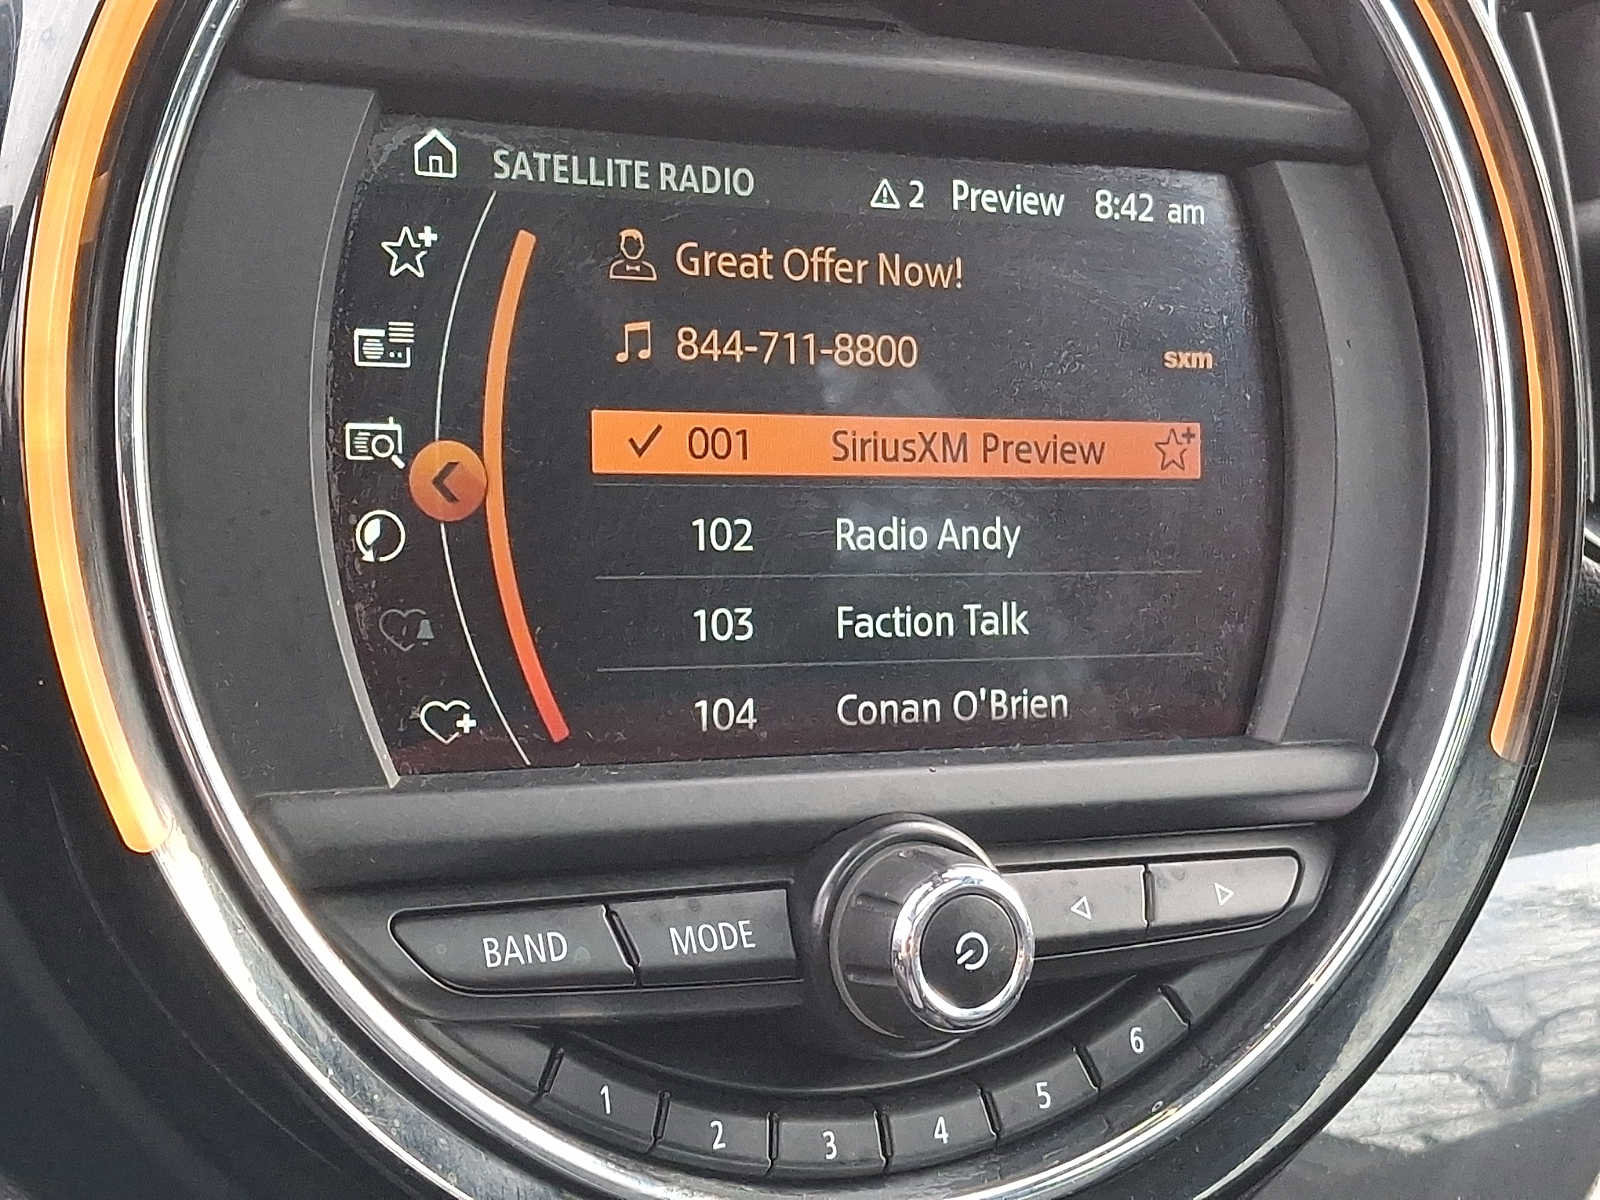 SATELLITE RADIO 2 Preview 8:42 am
Great Offer Now!
844-711-8800 sxm
001 SiriusXM Preview
102 Radio Andy
103 Faction Talk
104 Conan O'Brien
BAND MODE
1 2 3 4 5 6